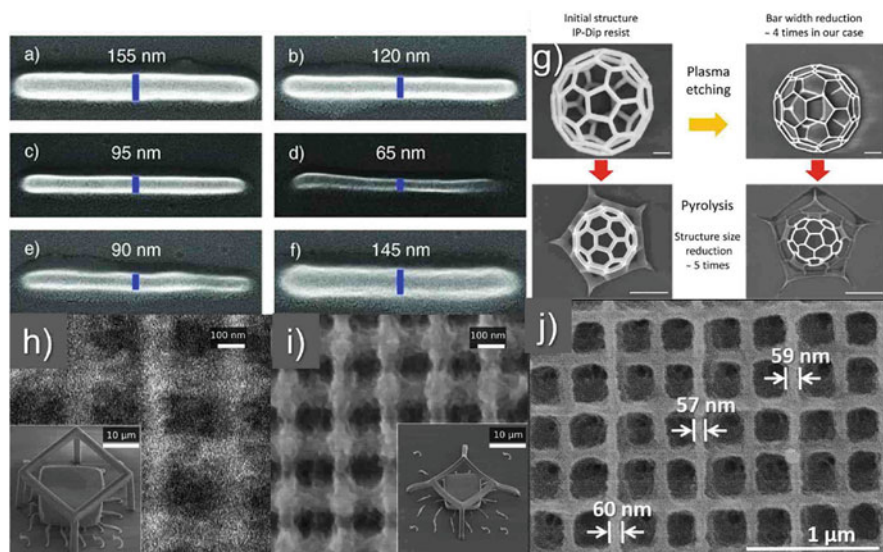 a)
155 nm
b)
120 nm
c)
95 nm
d)
65 nm
e)
90 nm
f)
145 nm
g)
Initial structure
IP-Dip resist
Plasma
etching
Bar width reduction
~ 4 times in our case
Pyrolysis
Structure size
reduction
~ 5 times
h)
100 nm
10 µm
i)
100 nm
10 µm
j)
59 nm
57 nm
60 nm
1 µm